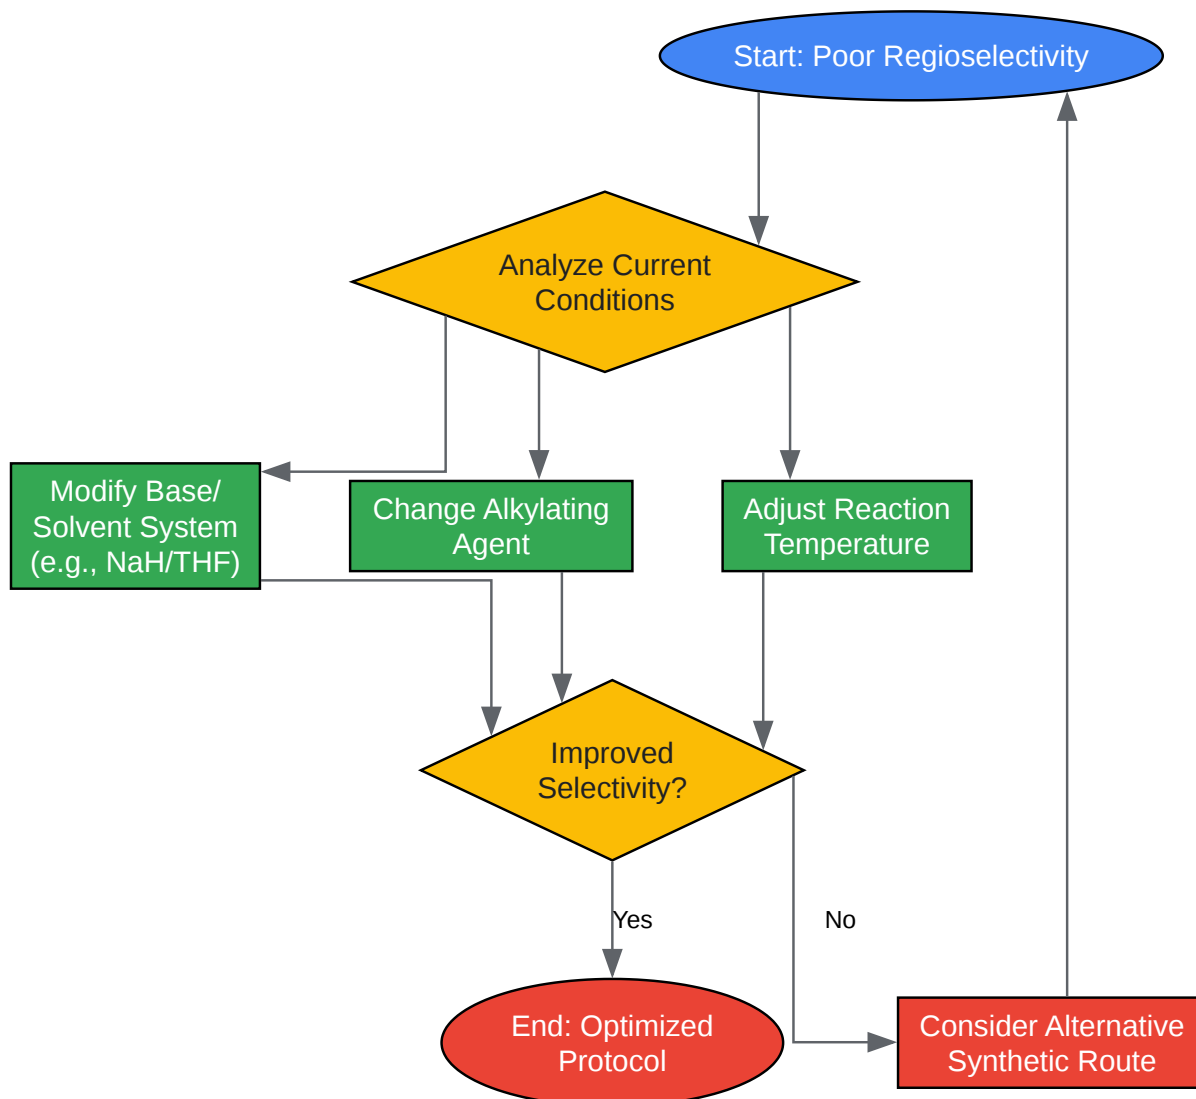 Start: Poor Regioselectivity
Analyze Current
Conditions
Modify Base/
Solvent System
(e.g., NaH/THF)
Change Alkylating
Agent
Adjust Reaction
Temperature
Improved
Selectivity?
Yes
No
End: Optimized
Protocol
Consider Alternative
Synthetic Route